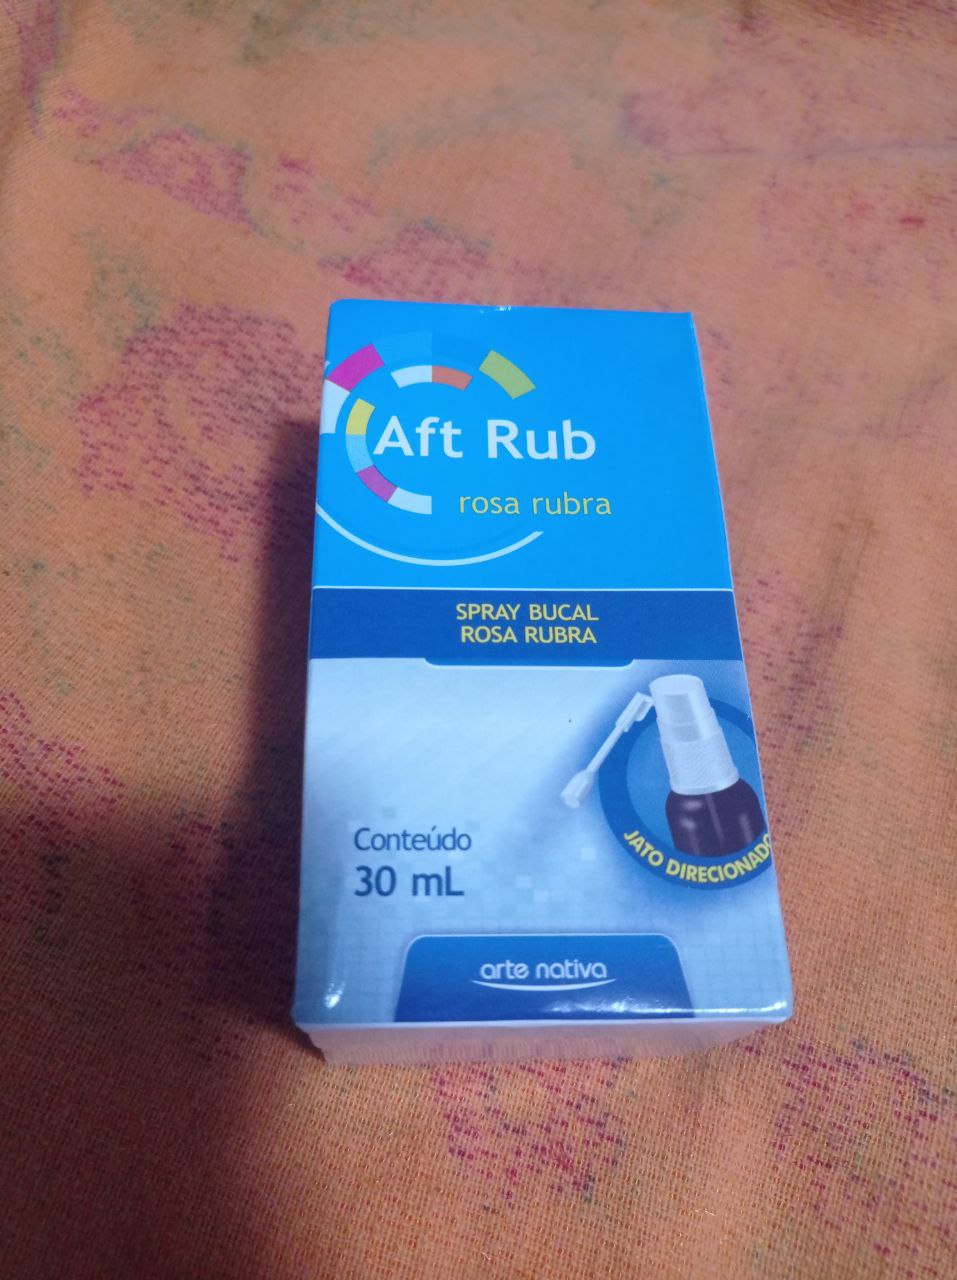 Aft Rub
rosa rubra
SPRAY BUCAL
ROSA RUBRA
JATO DIRECIONADO
Conteúdo
30 mL
arte nativa